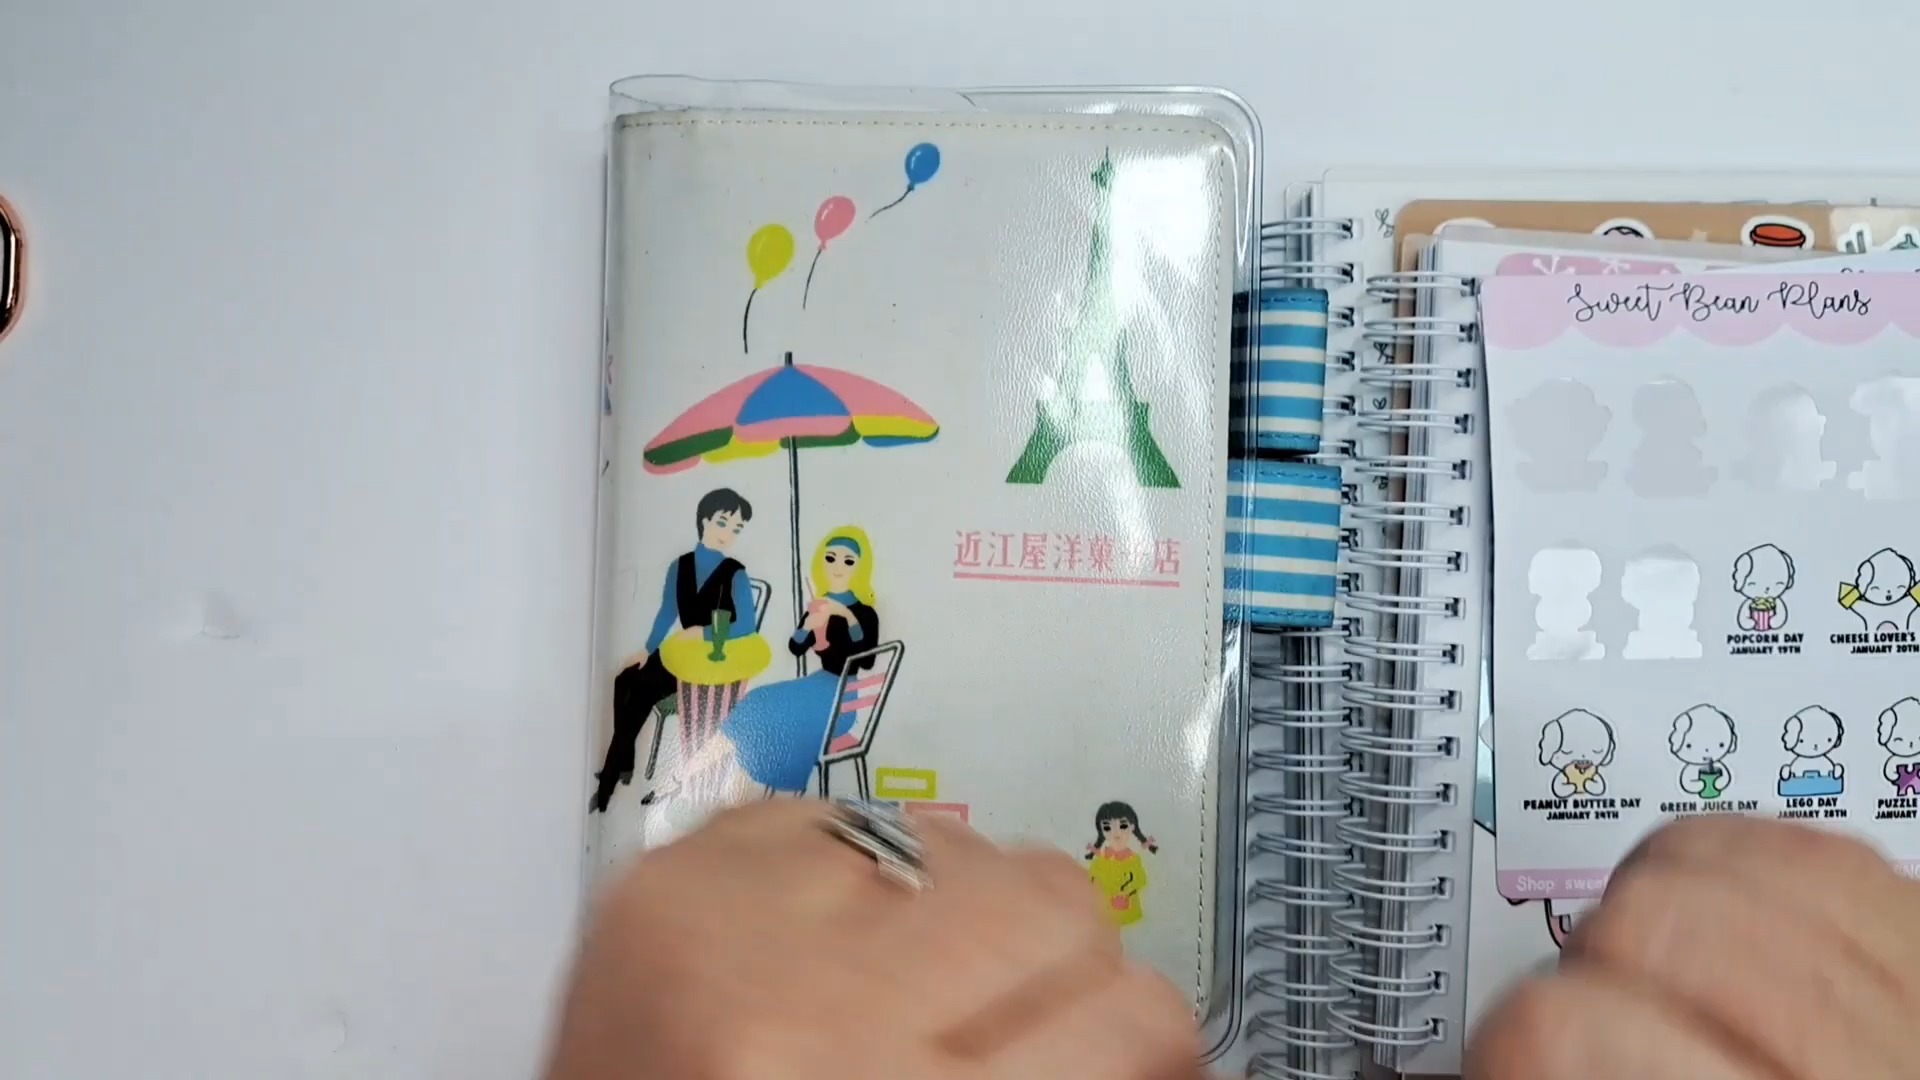 近江屋洋菓子店
Sweet Bean Plans
POPCORN DAY
JANUARY 19TH
CHEESE LOVER'S
JANUARY 20TH
PEANUT BUTTER DAY
JANUARY 24TH
GREEN JUICE DAY
LEGO DAY
JANUARY 28TH
PUZZLE
Shop